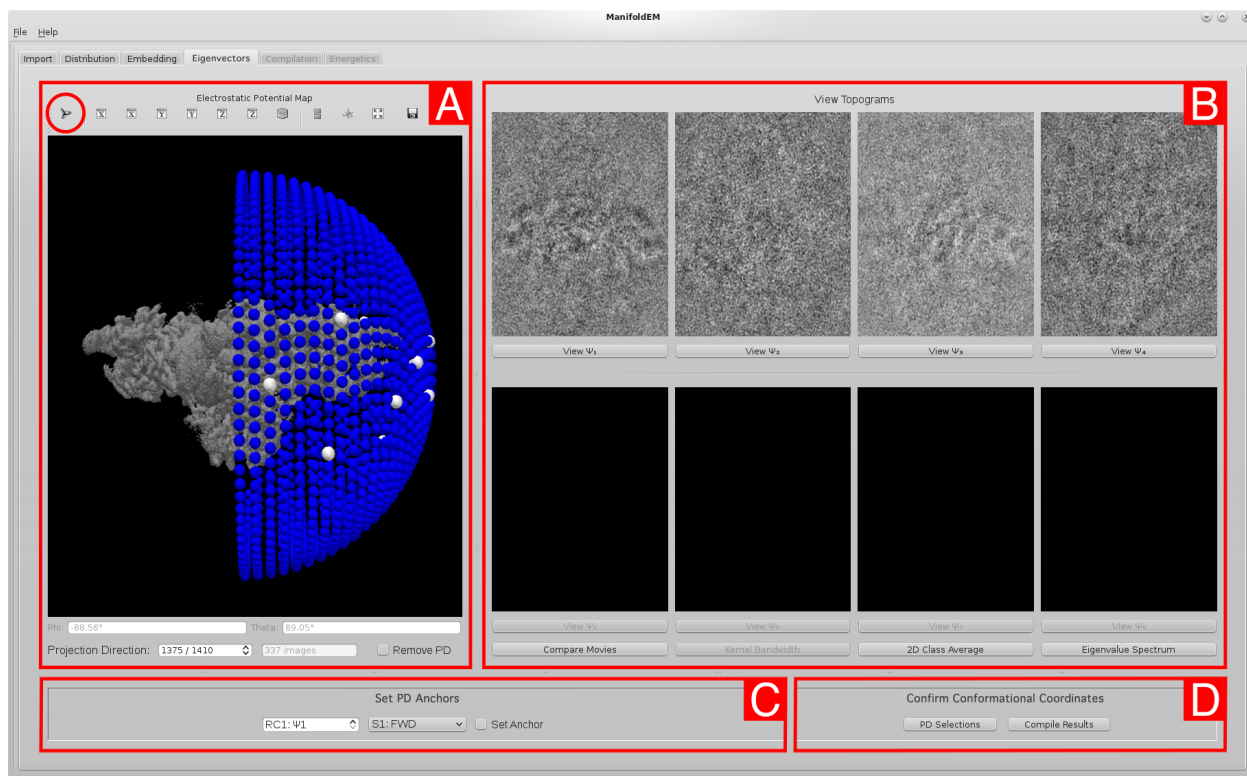 ManifoldEM
File Help
Import Distribution Embedding Eigenvectors Compilation Energetics
A
Electrostatic Potential Map
X X Y Y Z Z
Phi: -88.56° Theta: 89.05°
Projection Direction: 1375 / 1410 337 images Remove PD
B
View Topograms
View Ψ₁ View Ψ₂ View Ψ₃ View Ψ₄
View Ψ₅ View Ψ₆ View Ψ₇ View Ψ₈
Compare Movies Kernel Bandwidth 2D Class Average Eigenvalue Spectrum
C
Set PD Anchors
RC1: Ψ1 S1: FWD Set Anchor
D
Confirm Conformational Coordinates
PD Selections Compile Results